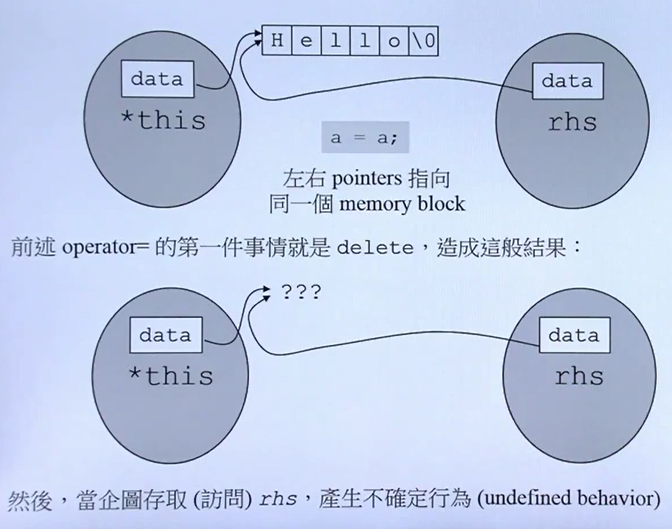 H e l l o \0
data
data
*this
rhs
a = a;
左右 pointers 指向
同一個 memory block
前述 operator= 的第一件事情就是 delete，造成這般結果：
???
data
data
*this
rhs
然後，當企圖存取 (訪問) rhs，產生不確定行為 (undefined behavior)